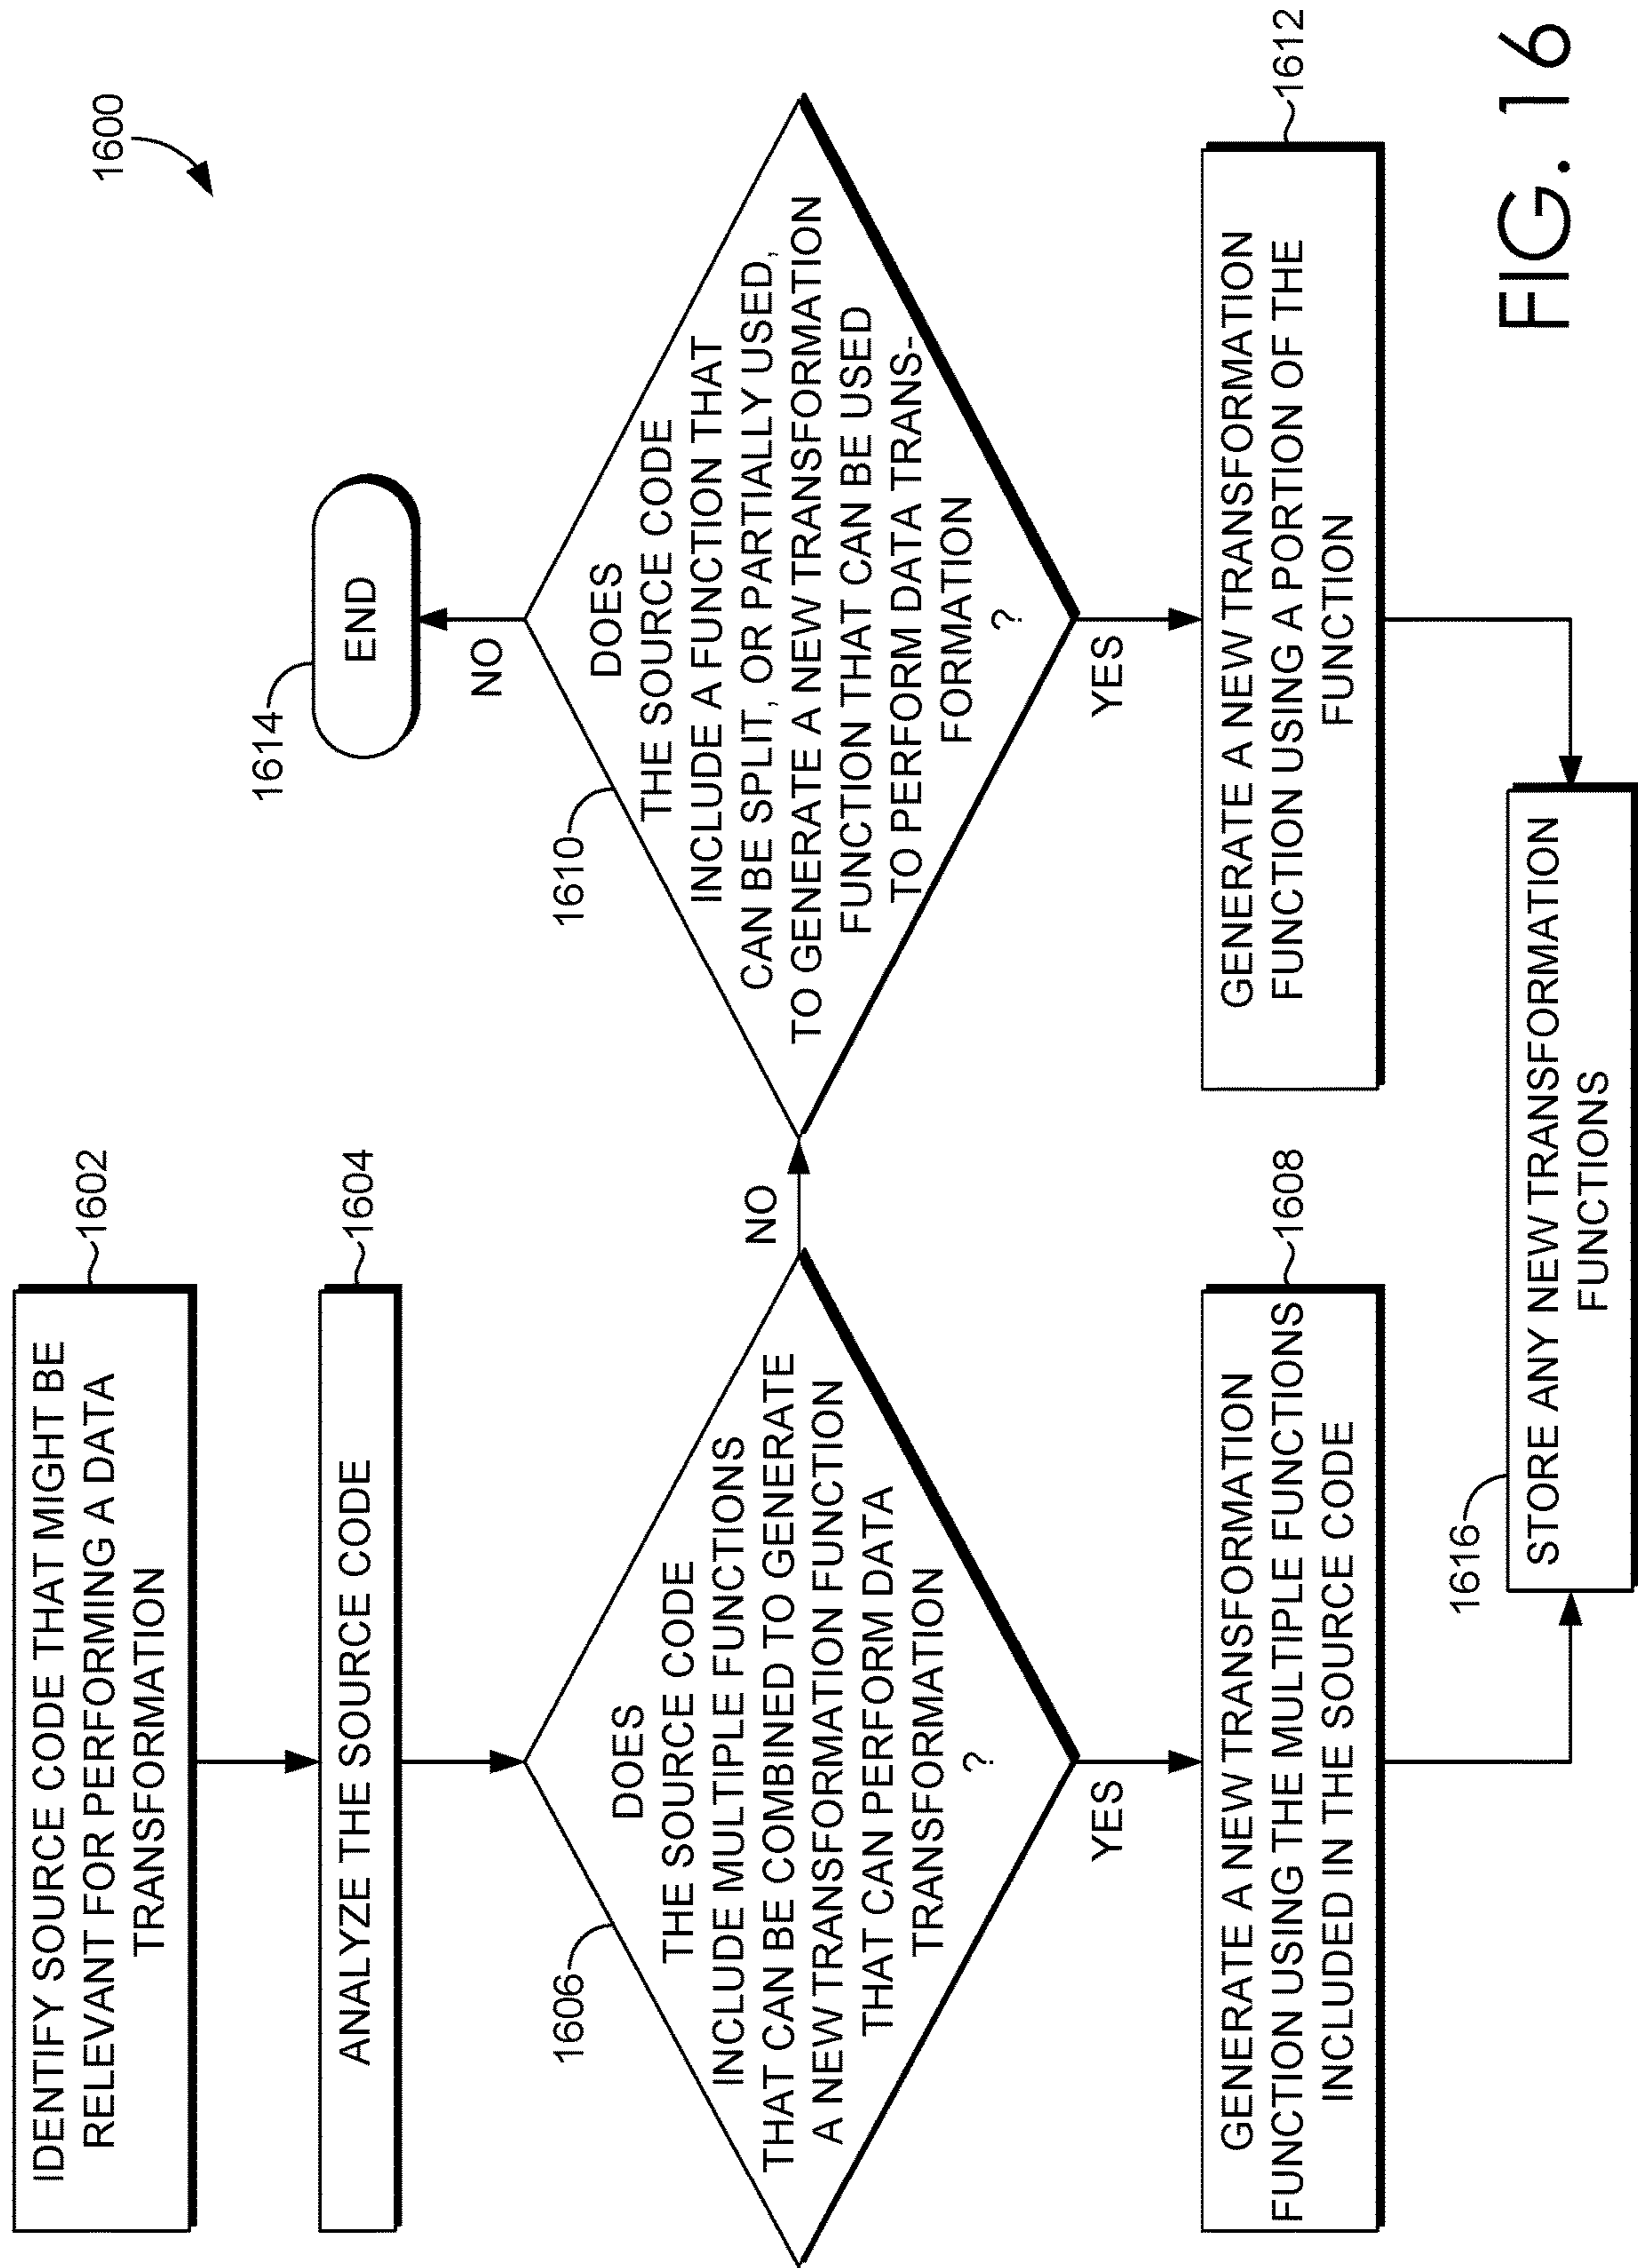 1600
IDENTIFY SOURCE CODE THAT MIGHT BE
RELEVANT FOR PERFORMING A DATA
TRANSFORMATION
1602
ANALYZE THE SOURCE CODE
1604
DOES
THE SOURCE CODE
INCLUDE MULTIPLE FUNCTIONS
THAT CAN BE COMBINED TO GENERATE
A NEW TRANSFORMATION FUNCTION
THAT CAN PERFORM DATA
TRANSFORMATION
?
1606
NO
YES
GENERATE A NEW TRANSFORMATION
FUNCTION USING THE MULTIPLE FUNCTIONS
INCLUDED IN THE SOURCE CODE
1608
1614
END
NO
1610
DOES
THE SOURCE CODE
INCLUDE A FUNCTION THAT
CAN BE SPLIT, OR PARTIALLY USED,
TO GENERATE A NEW TRANSFORMATION
FUNCTION THAT CAN BE USED
TO PERFORM DATA TRANS-
FORMATION
?
YES
GENERATE A NEW TRANSFORMATION
FUNCTION USING A PORTION OF THE
FUNCTION
1612
1616
STORE ANY NEW TRANSFORMATION
FUNCTIONS
FIG. 16